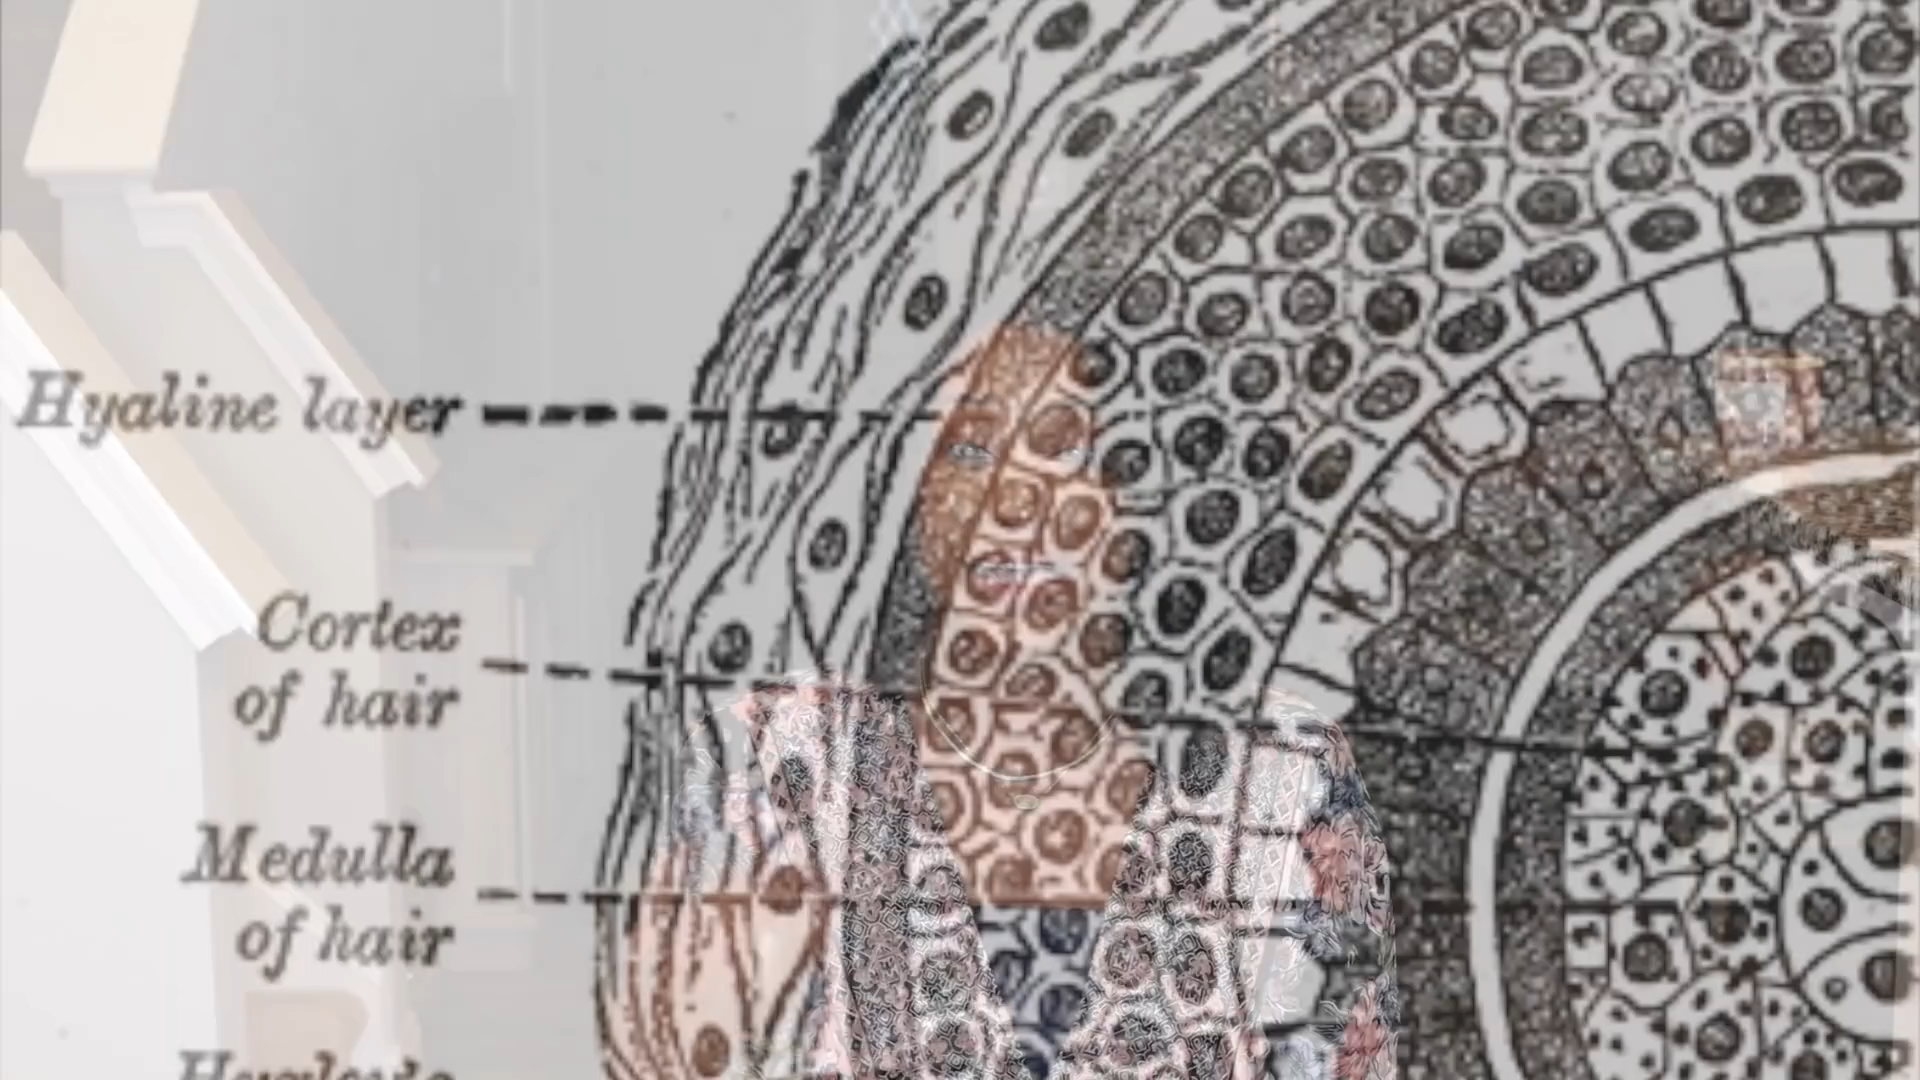 Hyaline layer
Cortex
of hair
Medulla
of hair